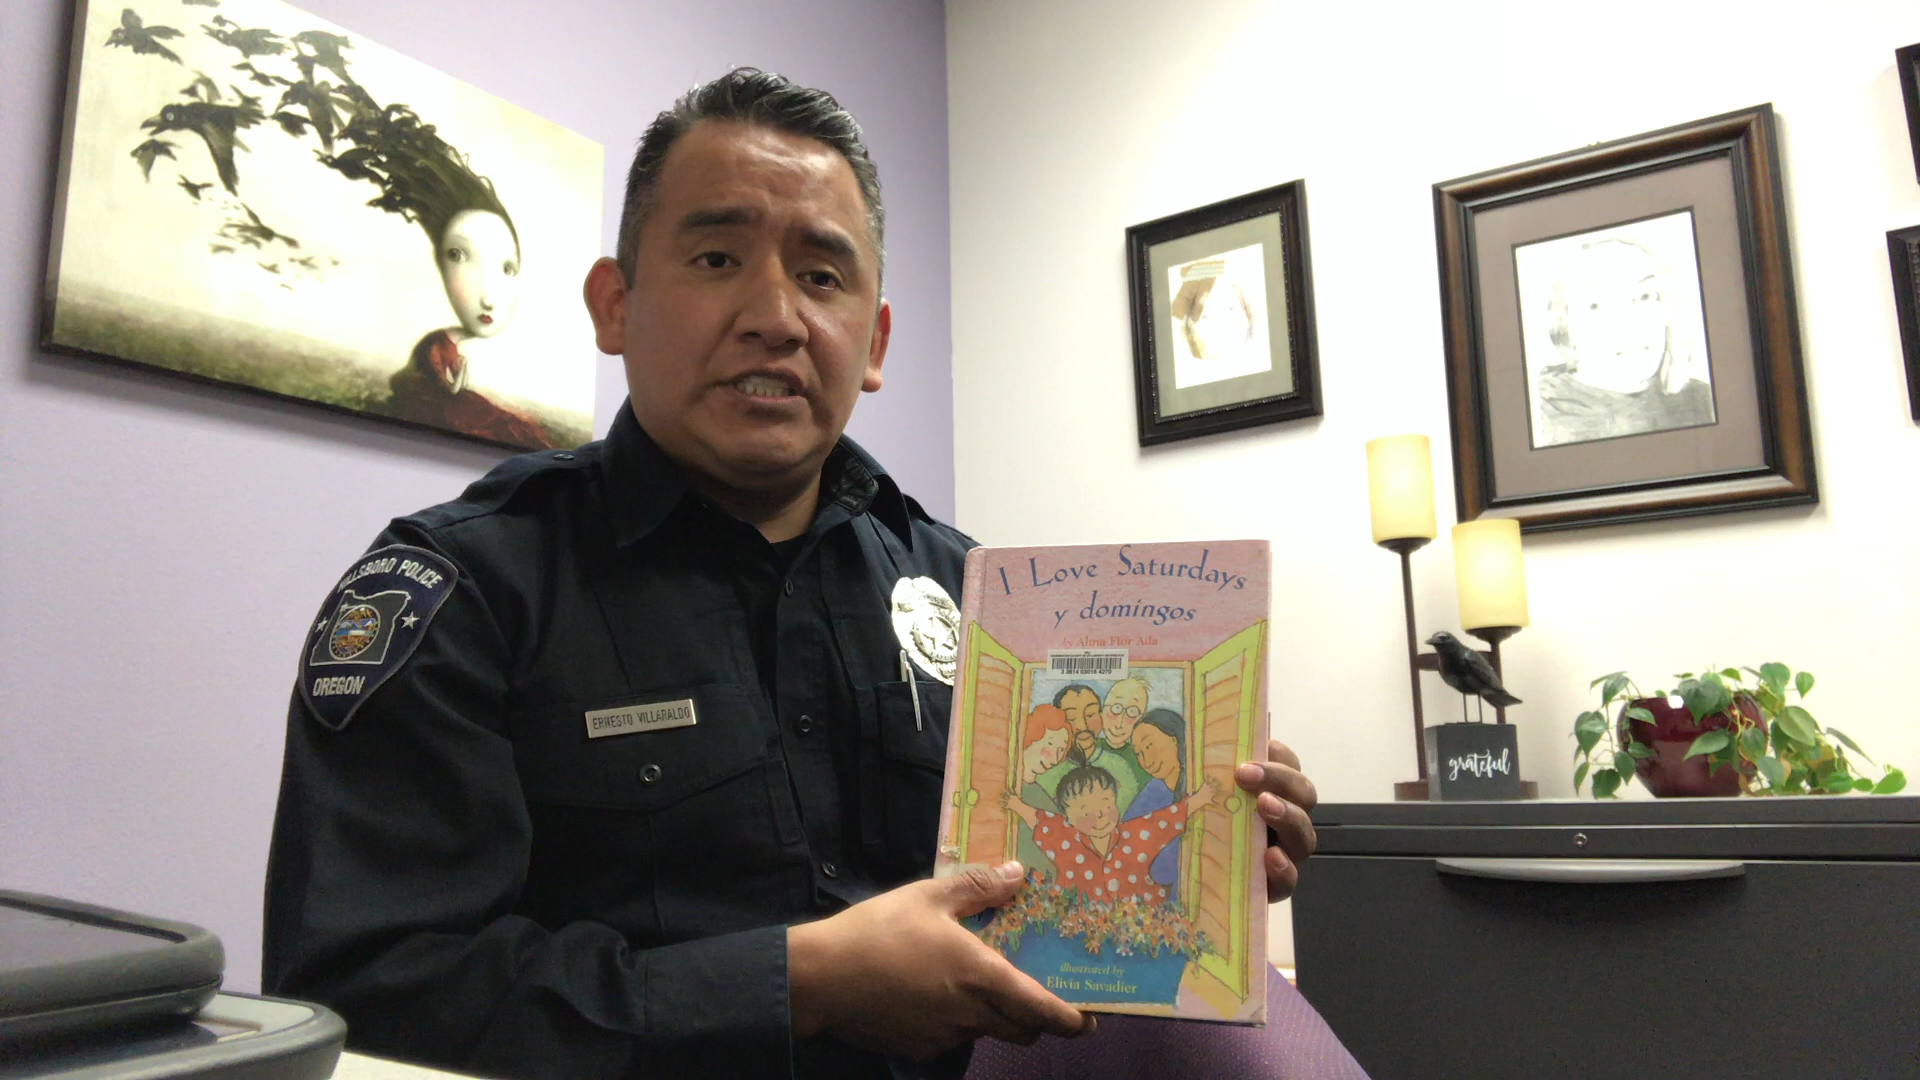 HILLSBORO POLICE
OREGON
ERNESTO VILLARALDO
I Love Saturdays
y domingos
by Alma Flor Ada
illustrated by
Elivia Savadier
grateful